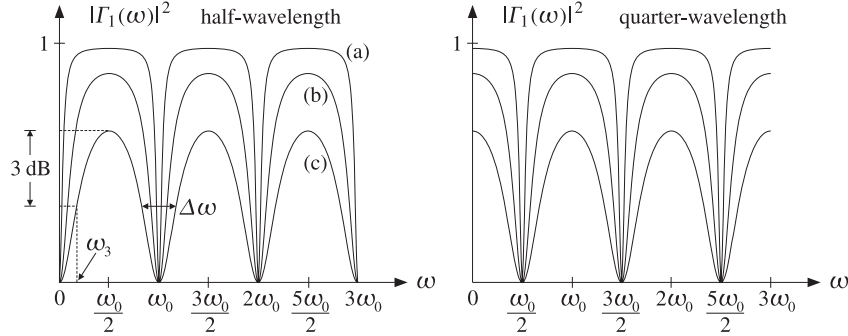 |Γ₁(ω)|² half-wavelength
1
(a)
(b)
(c)
3 dB
Δω
ω₃
0 ω₀/2 ω₀ 3ω₀/2 2ω₀ 5ω₀/2 3ω₀ ω
|Γ₁(ω)|² quarter-wavelength
1
0 ω₀/2 ω₀ 3ω₀/2 2ω₀ 5ω₀/2 3ω₀ ω